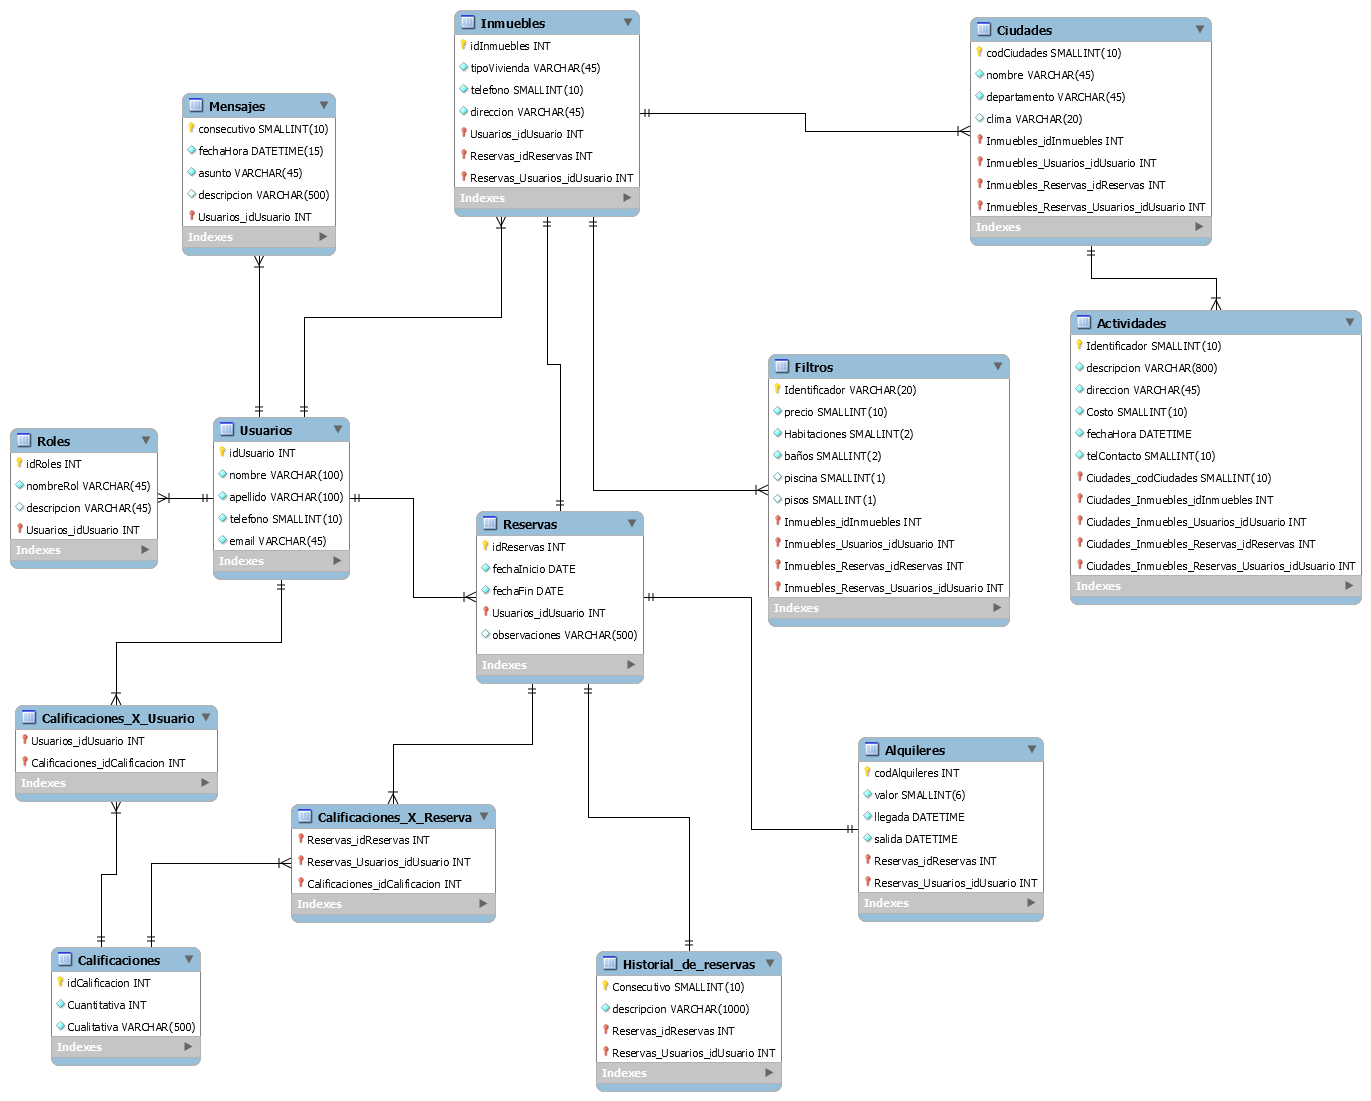 Inmuebles
idInmuebles INT
tipoVivienda VARCHAR(45)
telefono SMALLINT(10)
direccion VARCHAR(45)
Usuarios_idUsuario INT
Reservas_idReservas INT
Reservas_Usuarios_idUsuario INT
Indexes
Ciudades
codCiudades SMALLINT(10)
nombre VARCHAR(45)
departamento VARCHAR(45)
clima VARCHAR(20)
Inmuebles_idInmuebles INT
Inmuebles_Usuarios_idUsuario INT
Inmuebles_Reservas_idReservas INT
Inmuebles_Reservas_Usuarios_idUsuario INT
Indexes
Mensajes
consecutivo SMALLINT(10)
fechaHora DATETIME(15)
asunto VARCHAR(45)
descripcion VARCHAR(500)
Usuarios_idUsuario INT
Indexes
Actividades
Identificador SMALLINT(10)
descripcion VARCHAR(800)
direccion VARCHAR(45)
Costo SMALLINT(10)
fechaHora DATETIME
telContacto SMALLINT(10)
Ciudades_codCiudades SMALLINT(10)
Ciudades_Inmuebles_idInmuebles INT
Ciudades_Inmuebles_Usuarios_idUsuario INT
Ciudades_Inmuebles_Reservas_idReservas INT
Ciudades_Inmuebles_Reservas_Usuarios_idUsuario INT
Indexes
Filtros
Identificador VARCHAR(20)
precio SMALLINT(10)
Habitaciones SMALLINT(2)
baños SMALLINT(2)
piscina SMALLINT(1)
pisos SMALLINT(1)
Inmuebles_idInmuebles INT
Inmuebles_Usuarios_idUsuario INT
Inmuebles_Reservas_idReservas INT
Inmuebles_Reservas_Usuarios_idUsuario INT
Indexes
Roles
idRoles INT
nombreRol VARCHAR(45)
descripcion VARCHAR(45)
Usuarios_idUsuario INT
Indexes
Usuarios
idUsuario INT
nombre VARCHAR(100)
apellido VARCHAR(100)
telefono SMALLINT(10)
email VARCHAR(45)
Indexes
Reservas
idReservas INT
fechaInicio DATE
fechaFin DATE
Usuarios_idUsuario INT
observaciones VARCHAR(500)
Indexes
Calificaciones_X_Usuario
Usuarios_idUsuario INT
Calificaciones_idCalificacion INT
Indexes
Calificaciones_X_Reserva
Reservas_idReservas INT
Reservas_Usuarios_idUsuario INT
Calificaciones_idCalificacion INT
Indexes
Alquileres
codAlquileres INT
valor SMALLINT(6)
llegada DATETIME
salida DATETIME
Reservas_idReservas INT
Reservas_Usuarios_idUsuario INT
Indexes
Calificaciones
idCalificacion INT
Cuantitativa INT
Cualitativa VARCHAR(500)
Indexes
Historial_de_reservas
Consecutivo SMALLINT(10)
descripcion VARCHAR(1000)
Reservas_idReservas INT
Reservas_Usuarios_idUsuario INT
Indexes